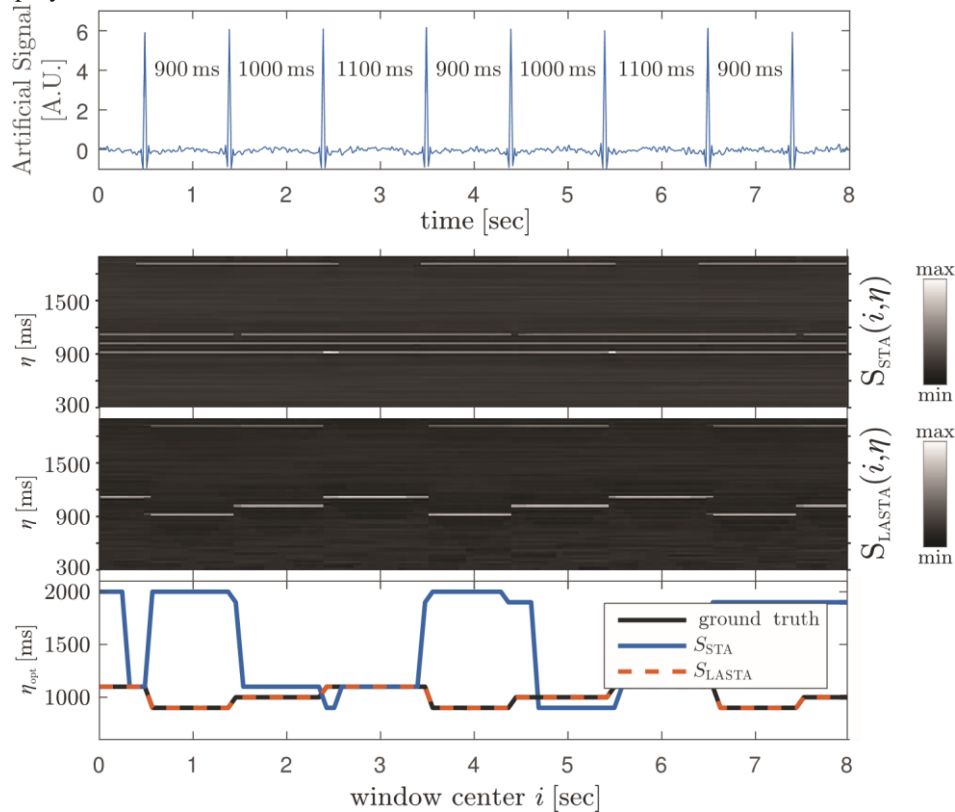 Artificial Signal
[A.U.]
6
4
2
0
900 ms
1000 ms
1100 ms
900 ms
1000 ms
1100 ms
900 ms
0
1
2
3
4
5
6
7
8
time [sec]
η [ms]
1500
900
300
S_STA(i,η)
max
min
η [ms]
1500
900
300
S_LASTA(i,η)
max
min
η_opt [ms]
2000
1500
1000
ground truth
S_STA
S_LASTA
0
1
2
3
4
5
6
7
8
window center i [sec]